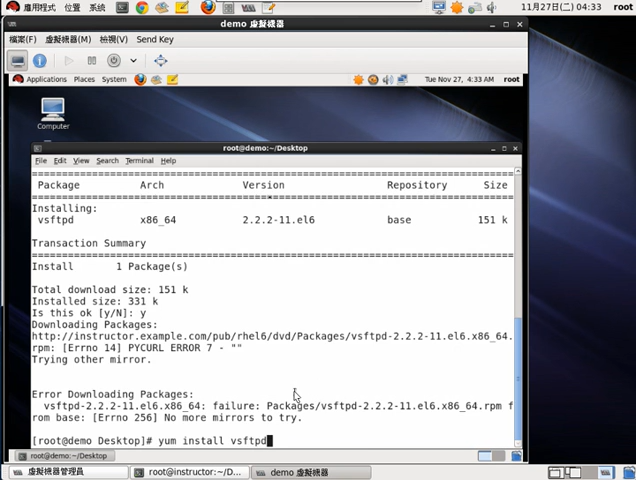 應用程式 位置 系統 11月27日(二) 04:33 root
demo 虛擬機器
檔案(F) 虛擬機器(M) 檢視(V) Send Key
Applications Places System Tue Nov 27, 4:33 AM root
Computer
root@demo:~/Desktop
File Edit View Search Terminal Help
================================================================================
Package Arch Version Repository Size
================================================================================
Installing:
vsftpd x86_64 2.2.2-11.el6 base 151 k
Transaction Summary
================================================================================
Install 1 Package(s)
Total download size: 151 k
Installed size: 331 k
Is this ok [y/N]: y
Downloading Packages:
http://instructor.example.com/pub/rhel6/dvd/Packages/vsftpd-2.2.2-11.el6.x86_64.
rpm: [Errno 14] PYCURL ERROR 7 - ""
Trying other mirror.
Error Downloading Packages:
vsftpd-2.2.2-11.el6.x86_64: failure: Packages/vsftpd-2.2.2-11.el6.x86_64.rpm f
rom base: [Errno 256] No more mirrors to try.
[root@demo Desktop]# yum install vsftpd
root@demo:~/Desktop
虛擬機器管理員 root@instructor:~/D... demo 虛擬機器